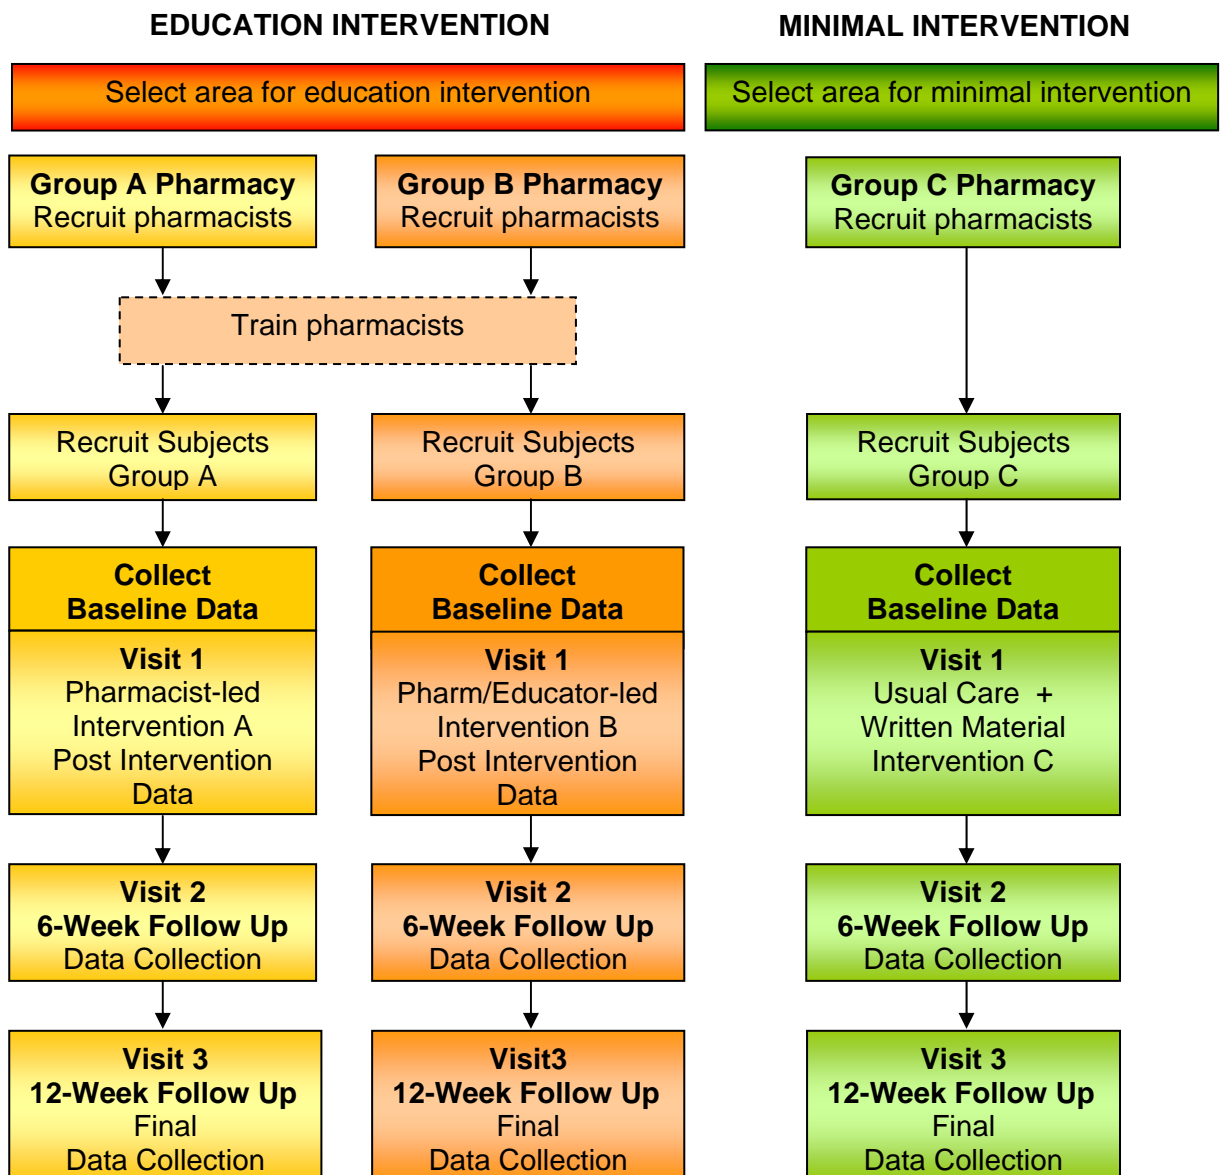 EDUCATION INTERVENTION
MINIMAL INTERVENTION
Select area for education intervention
Select area for minimal intervention
Group A Pharmacy
Recruit pharmacists
Group B Pharmacy
Recruit pharmacists
Group C Pharmacy
Recruit pharmacists
Train pharmacists
Recruit Subjects
Group A
Recruit Subjects
Group B
Recruit Subjects
Group C
Collect
Baseline Data
Visit 1
Pharmacist-led
Intervention A
Post Intervention
Data
Collect
Baseline Data
Visit 1
Pharm/Educator-led
Intervention B
Post Intervention
Data
Collect
Baseline Data
Visit 1
Usual Care +
Written Material
Intervention C
Visit 2
6-Week Follow Up
Data Collection
Visit 2
6-Week Follow Up
Data Collection
Visit 2
6-Week Follow Up
Data Collection
Visit 3
12-Week Follow Up
Final
Data Collection
Visit3
12-Week Follow Up
Final
Data Collection
Visit 3
12-Week Follow Up
Final
Data Collection